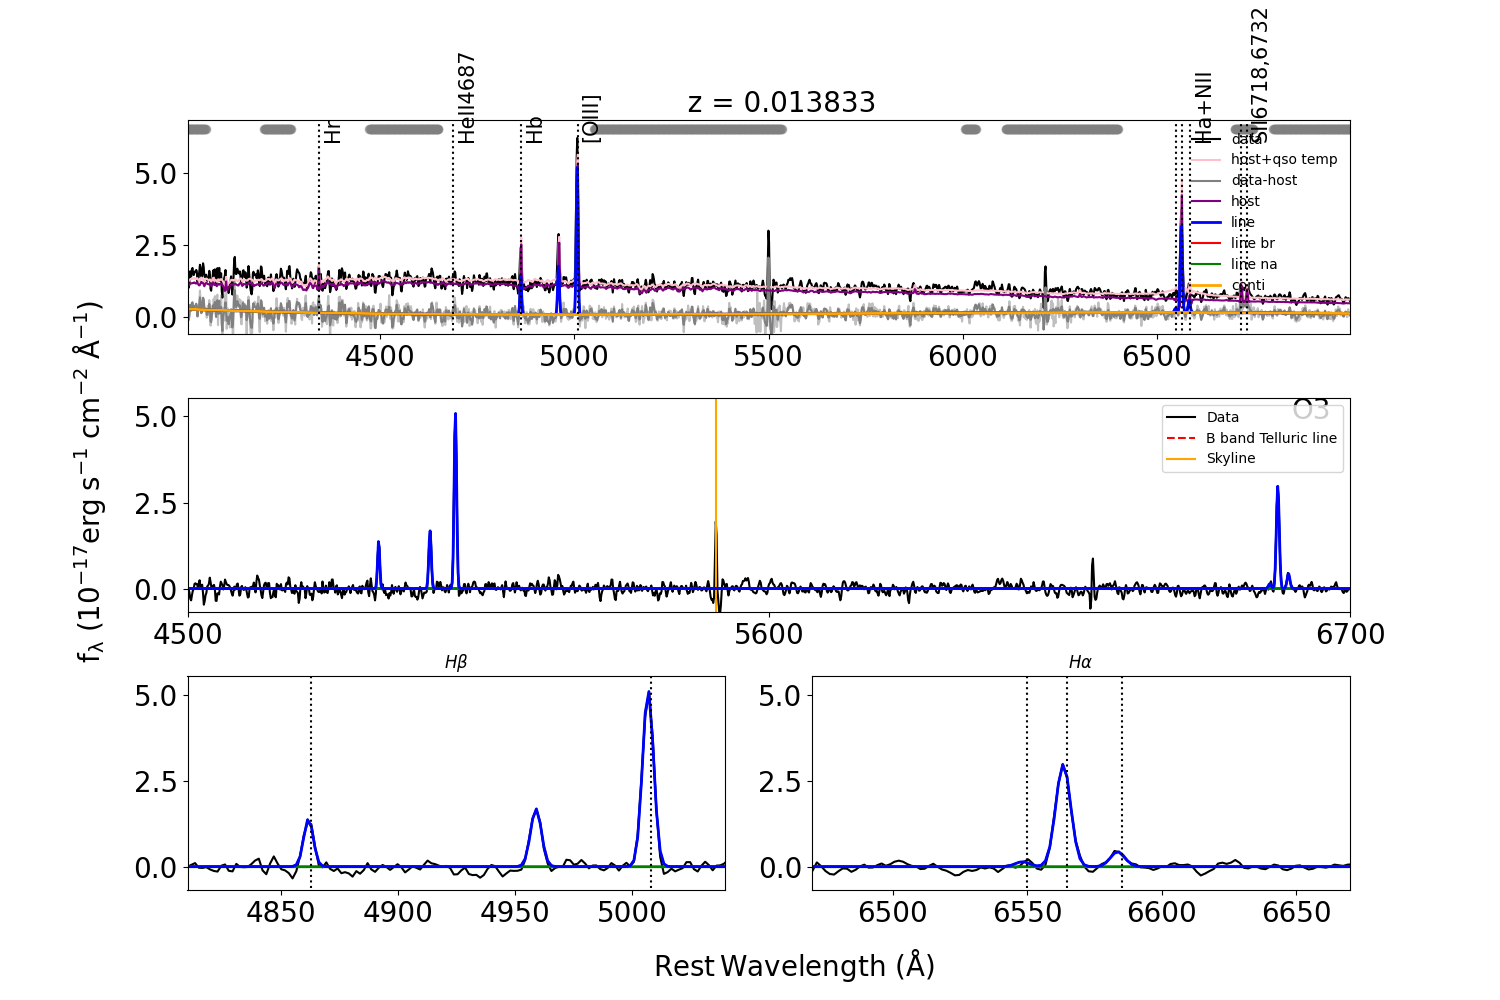 z = 0.013833
Hr
HeII4687
Hb
[OIII]
Ha+NII
SII6718,6732
5.0
2.5
0.0
data
host+qso temp
data-host
host
line
line br
line na
conti
4500
5000
5500
6000
6500
fλ (10⁻¹⁷erg s⁻¹ cm⁻² Å⁻¹)
5.0
2.5
0.0
O3
Data
B band Telluric line
Skyline
4500
5600
6700
Hβ
5.0
2.5
0.0
4850
4900
4950
5000
Hα
5.0
2.5
0.0
6500
6550
6600
6650
Rest Wavelength (Å)